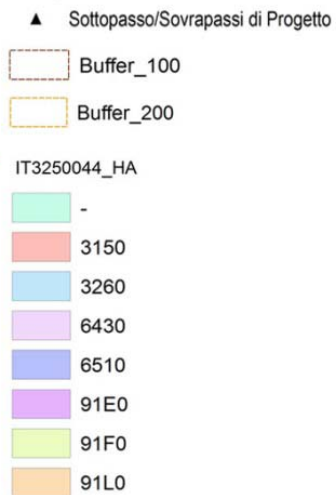 Sottopasso/Sovrapassi di Progetto
Buffer_100
Buffer_200
IT3250044_HA
-
3150
3260
6430
6510
91E0
91F0
91L0